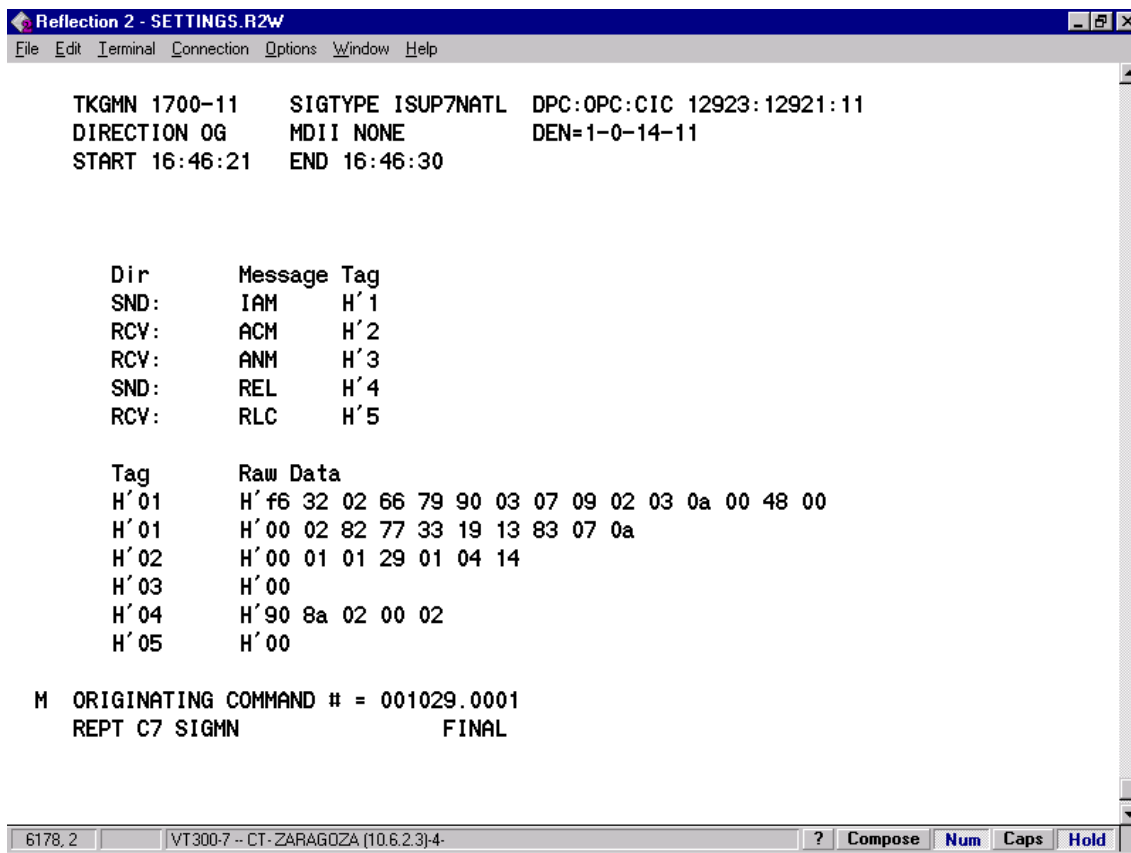 Reflection 2 - SETTINGS.R2W
File Edit Terminal Connection Options Window Help
TKGMN 1700-11 SIGTYPE ISUP7NATL DPC:OPC:CIC 12923:12921:11
DIRECTION OG MDII NONE DEN=1-0-14-11
START 16:46:21 END 16:46:30
Dir Message Tag
SND: IAM H'1
RCV: ACM H'2
RCV: ANM H'3
SND: REL H'4
RCV: RLC H'5
Tag Raw Data
H'01 H'f6 32 02 66 79 90 03 07 09 02 03 0a 00 48 00
H'01 H'00 02 82 77 33 19 13 83 07 0a
H'02 H'00 01 01 29 01 04 14
H'03 H'00
H'04 H'90 8a 02 00 02
H'05 H'00
M ORIGINATING COMMAND # = 001029.0001
REPT C7 SIGMN FINAL
6178, 2 VT300-7 -- CT-ZARAGOZA (10.6.2.3)-4- ? Compose Num Caps Hold